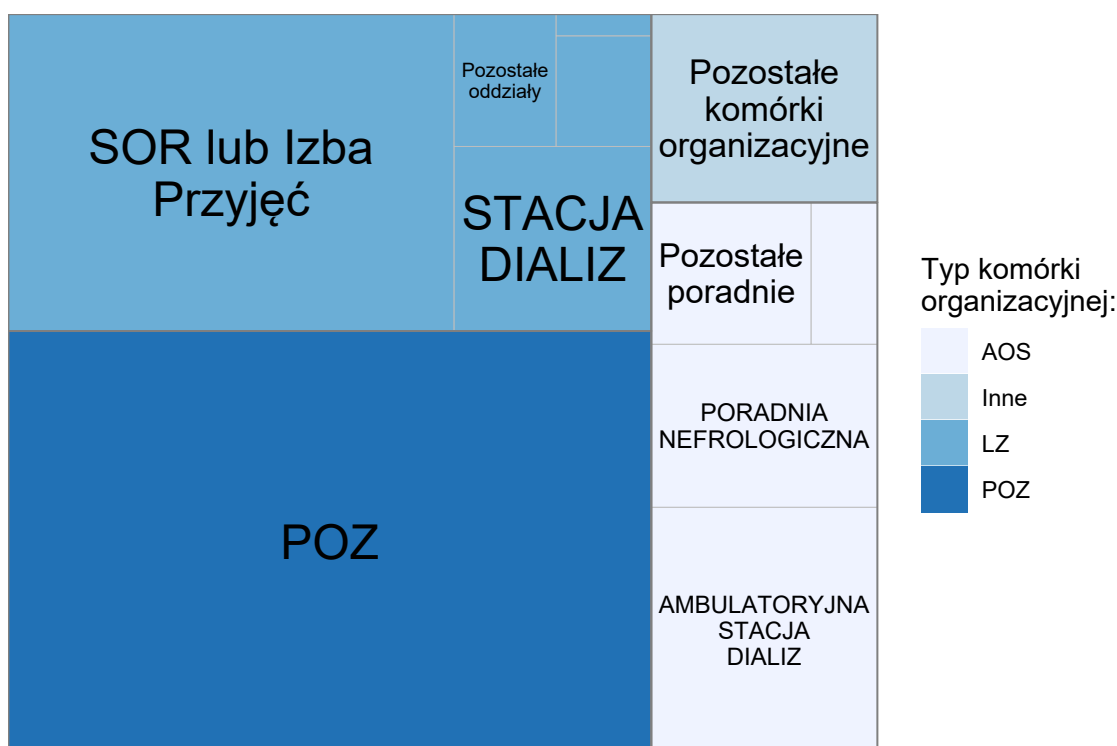 SOR lub Izba
Przyjęć
Pozostałe
oddziały
STACJA
DIALIZ
POZ
Pozostałe
komórki
organizacyjne
Pozostałe
poradnie
PORADNIA
NEFROLOGICZNA
AMBULATORYJNA
STACJA
DIALIZ
Typ komórki
organizacyjnej:
AOS
Inne
LZ
POZ